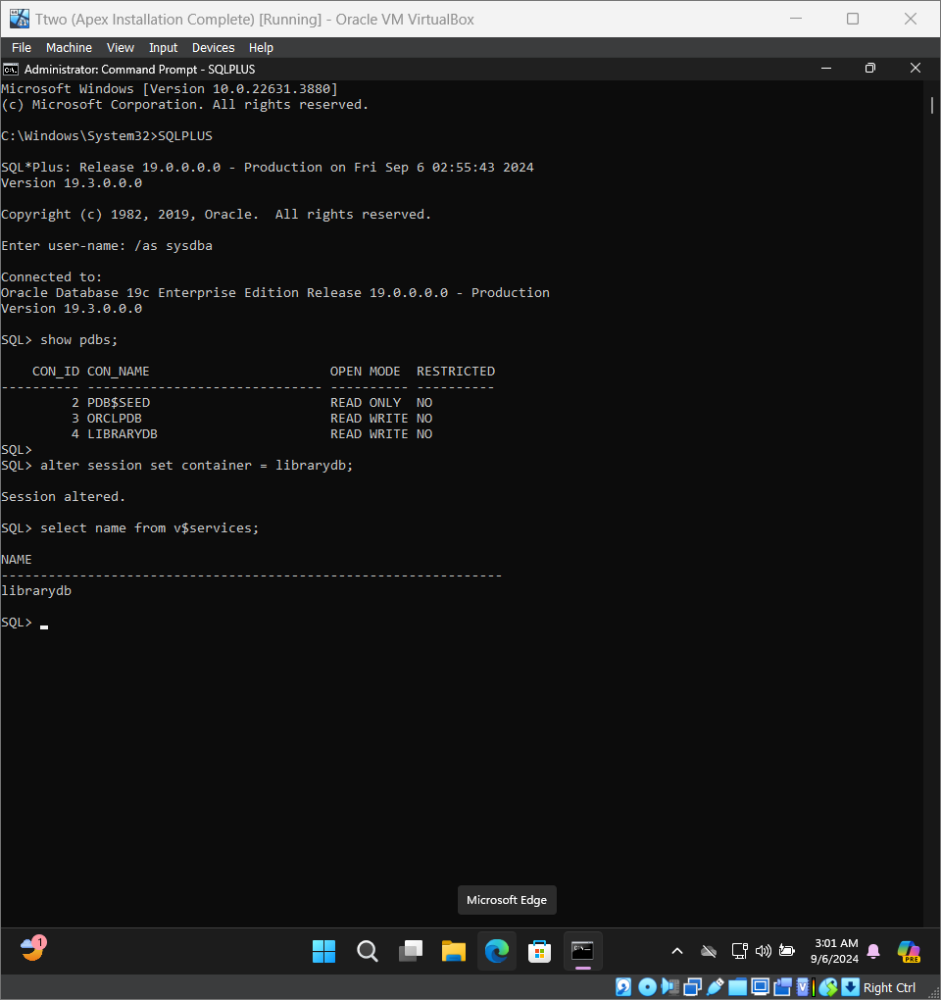 Ttwo (Apex Installation Complete) [Running] - Oracle VM VirtualBox
File Machine View Input Devices Help
Administrator: Command Prompt - SQLPLUS
Microsoft Windows [Version 10.0.22631.3880]
(c) Microsoft Corporation. All rights reserved.
C:\Windows\System32>SQLPLUS
SQL*Plus: Release 19.0.0.0.0 - Production on Fri Sep 6 02:55:43 2024
Version 19.3.0.0.0
Copyright (c) 1982, 2019, Oracle.  All rights reserved.
Enter user-name: /as sysdba
Connected to:
Oracle Database 19c Enterprise Edition Release 19.0.0.0.0 - Production
Version 19.3.0.0.0
SQL> show pdbs;
    CON_ID CON_NAME                       OPEN MODE  RESTRICTED
---------- ------------------------------ ---------- ----------
         2 PDB$SEED                       READ ONLY  NO
         3 ORCLPDB                        READ WRITE NO
         4 LIBRARYDB                      READ WRITE NO
SQL>
SQL> alter session set container = librarydb;
Session altered.
SQL> select name from v$services;
NAME
----------------------------------------------------------------
librarydb
SQL> _
Microsoft Edge
1
3:01 AM
9/6/2024
PRE
Right Ctrl